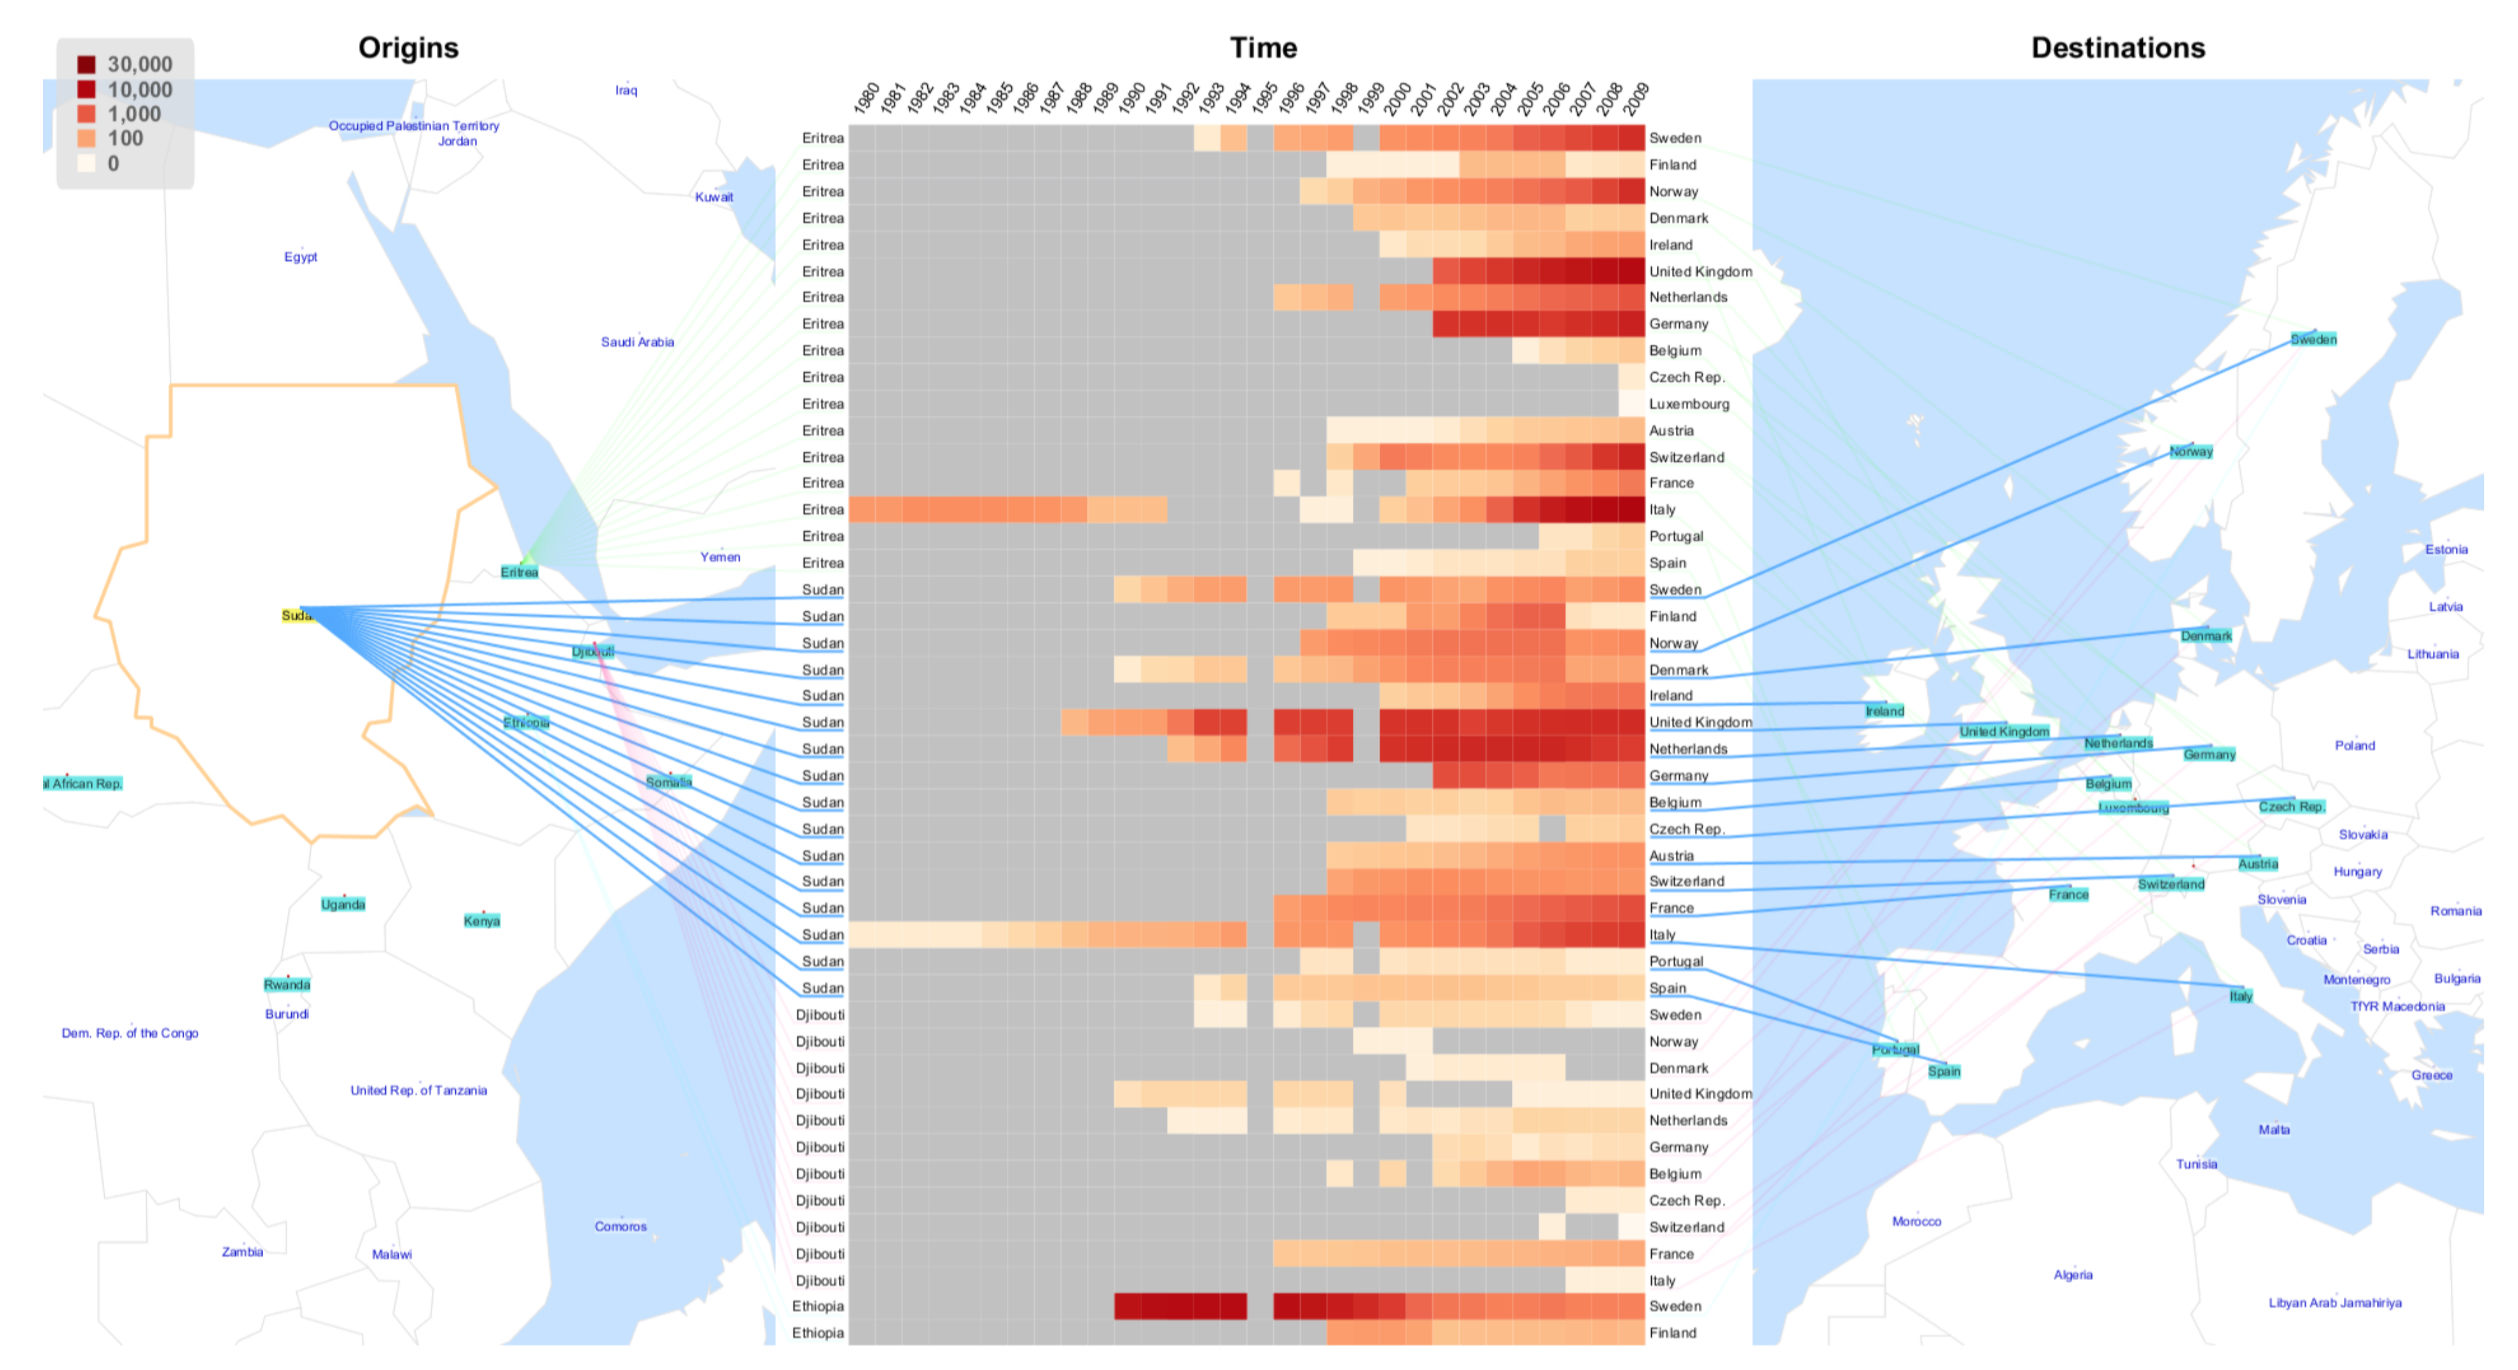 Origins
Time
Destinations
30,000
10,000
1,000
100
0
Iraq
Occupied Palestinian Territory
Jordan
Kuwait
Egypt
Saudi Arabia
Yemen
Eritrea
Djibouti
Ethiopia
Somalia
al African Rep.
Uganda
Kenya
Rwanda
Burundi
Dem. Rep. of the Congo
United Rep. of Tanzania
Comoros
Zambia
Malawi
1980 1981 1982 1983 1984 1985 1986 1987 1988 1989 1990 1991 1992 1993 1994 1995 1996 1997 1998 1999 2000 2001 2002 2003 2004 2005 2006 2007 2008 2009
Eritrea Sweden
Eritrea Finland
Eritrea Norway
Eritrea Denmark
Eritrea Ireland
Eritrea United Kingdom
Eritrea Netherlands
Eritrea Germany
Eritrea Belgium
Eritrea Czech Rep.
Eritrea Luxembourg
Eritrea Austria
Eritrea Switzerland
Eritrea France
Eritrea Italy
Eritrea Portugal
Eritrea Spain
Sudan Sweden
Sudan Finland
Sudan Norway
Sudan Denmark
Sudan Ireland
Sudan United Kingdom
Sudan Netherlands
Sudan Germany
Sudan Belgium
Sudan Czech Rep.
Sudan Austria
Sudan Switzerland
Sudan France
Sudan Italy
Sudan Portugal
Sudan Spain
Djibouti Sweden
Djibouti Norway
Djibouti Denmark
Djibouti United Kingdom
Djibouti Netherlands
Djibouti Germany
Djibouti Belgium
Djibouti Czech Rep.
Djibouti Switzerland
Djibouti France
Djibouti Italy
Ethiopia Sweden
Ethiopia Finland
Sweden
Norway
Estonia
Latvia
Denmark
Lithuania
Ireland
United Kingdom
Netherlands
Germany
Poland
Belgium
Luxembourg
Czech Rep.
Slovakia
Austria
Hungary
Switzerland
France
Slovenia
Romania
Croatia
Serbia
Montenegro
Bulgaria
Italy
TfYR Macedonia
Portugal
Spain
Greece
Malta
Tunisia
Morocco
Algeria
Libyan Arab Jamahiriya